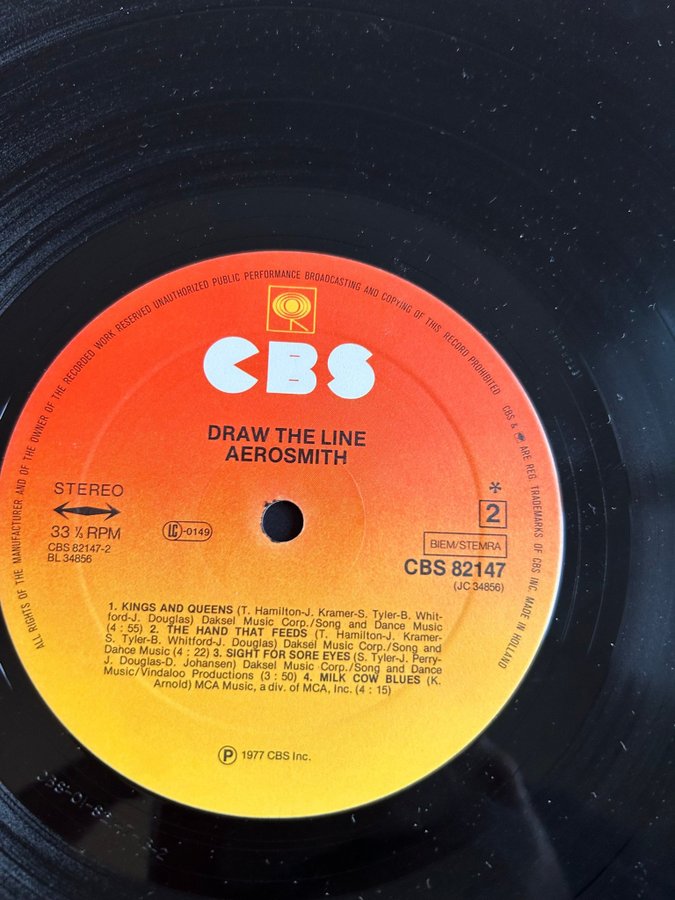 ALL RIGHTS OF THE MANUFACTURER AND OF THE OWNER OF THE RECORDED WORK RESERVED UNAUTHORIZED PUBLIC PERFORMANCE BROADCASTING AND COPYING OF THIS RECORD PROHIBITED
CBS & ARE REG. TRADEMARKS OF CBS INC. MADE IN HOLLAND
CBS
DRAW THE LINE
AEROSMITH
STEREO
33 ⅓ RPM
CBS 82147-2
BL 34856
LC-0149
*
2
BIEM/STEMRA
CBS 82147
(JC 34856)
1. KINGS AND QUEENS (T. Hamilton-J. Kramer-S. Tyler-B. Whit-
ford-J. Douglas) Daksel Music Corp./Song and Dance Music
(4 : 55) 2. THE HAND THAT FEEDS (T. Hamilton-J. Kramer-
S. Tyler-B. Whitford-J. Douglas) Daksel Music Corp./Song and
Dance Music (4 : 22) 3. SIGHT FOR SORE EYES (S. Tyler-J. Perry-
J. Douglas-D. Johansen) Daksel Music Corp./Song and Dance
Music/Vindaloo Productions (3 : 50) 4. MILK COW BLUES (K.
Arnold) MCA Music, a div. of MCA, Inc. (4 : 15)
Ⓟ 1977 CBS Inc.